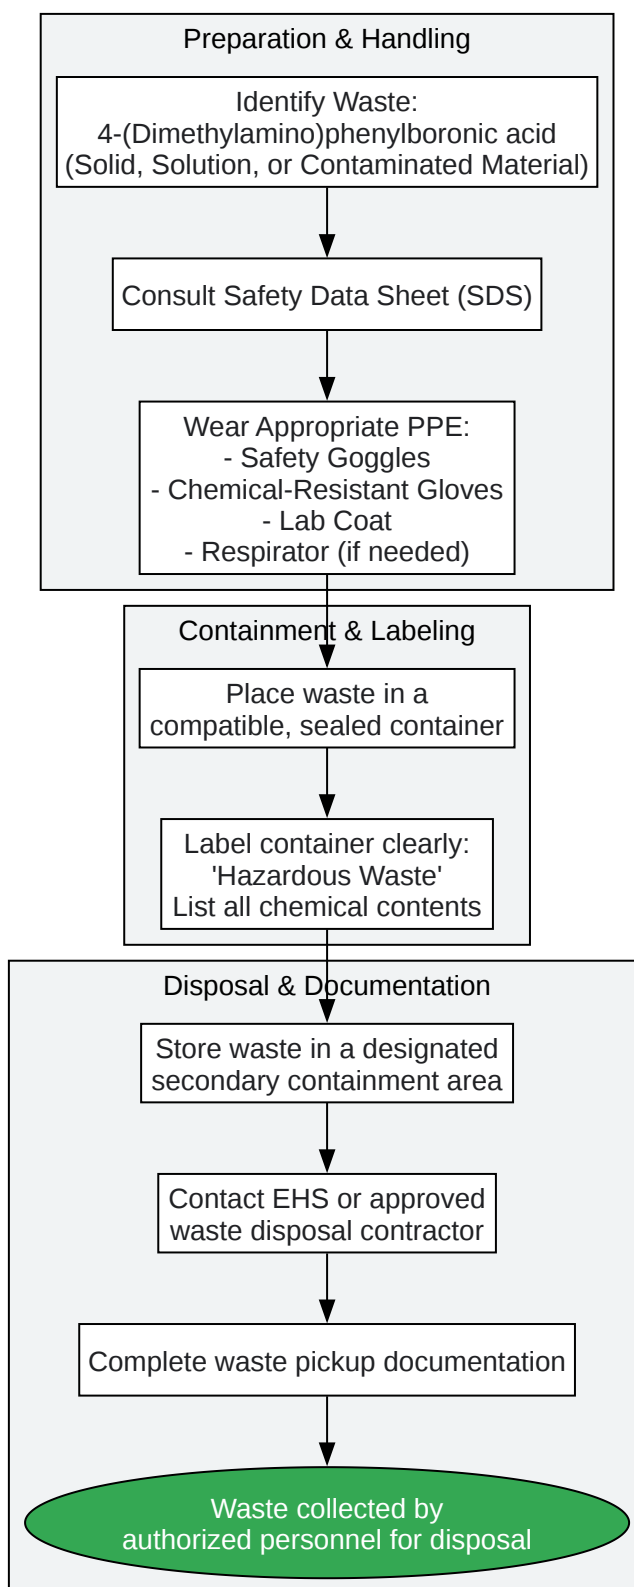 Preparation & Handling
Identify Waste:
4-(Dimethylamino)phenylboronic acid
(Solid, Solution, or Contaminated Material)
Consult Safety Data Sheet (SDS)
Wear Appropriate PPE:
- Safety Goggles
- Chemical-Resistant Gloves
- Lab Coat
- Respirator (if needed)
Containment & Labeling
Place waste in a
compatible, sealed container
Label container clearly:
'Hazardous Waste'
List all chemical contents
Disposal & Documentation
Store waste in a designated
secondary containment area
Contact EHS or approved
waste disposal contractor
Complete waste pickup documentation
Waste collected by
authorized personnel for disposal